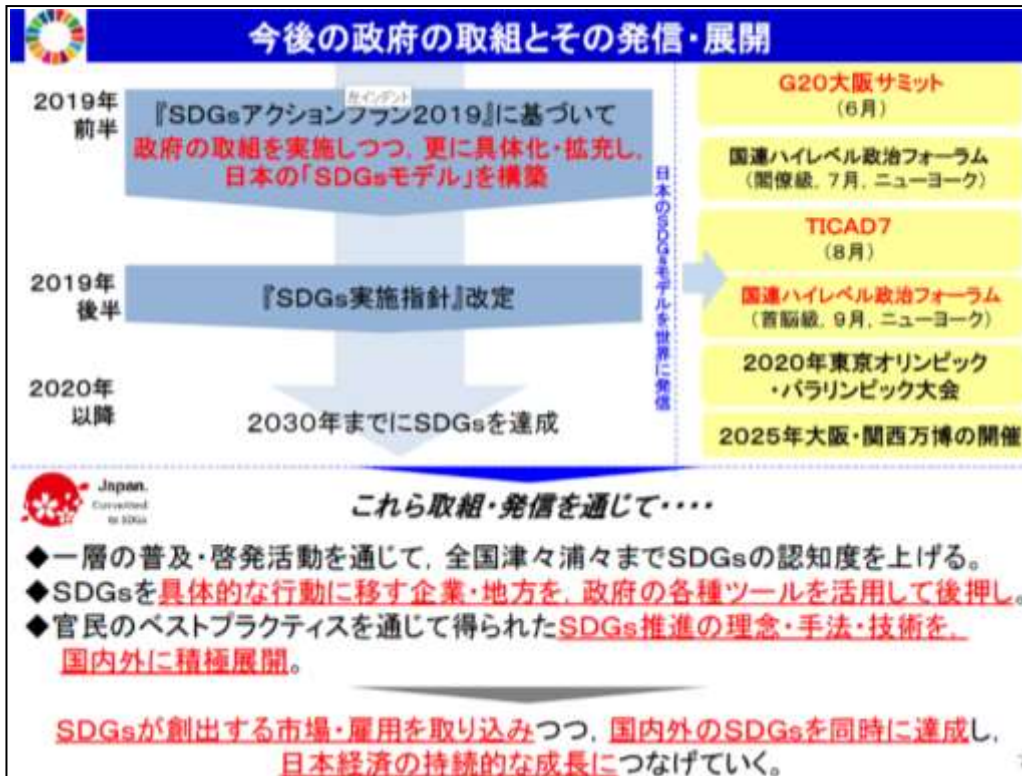 今後の政府の取組とその発信・展開
2019年
前半
左インデント
『SDGsアクションプラン2019』に基づいて
政府の取組を実施しつつ，更に具体化・拡充し，
日本の「SDGsモデル」を構築
2019年
後半
『SDGs実施指針』改定
2020年
以降
2030年までにSDGsを達成
日本のSDGsモデルを世界に発信
G20大阪サミット
（6月）
国連ハイレベル政治フォーラム
（閣僚級，7月，ニューヨーク）
TICAD7
（8月）
国連ハイレベル政治フォーラム
（首脳級，9月，ニューヨーク）
2020年東京オリンピック
・パラリンピック大会
2025年大阪・関西万博の開催
Japan.
Committed
to SDGs
これら取組・発信を通じて‥‥
◆一層の普及・啓発活動を通じて，全国津々浦々までSDGsの認知度を上げる。
◆SDGsを具体的な行動に移す企業・地方を，政府の各種ツールを活用して後押し。
◆官民のベストプラクティスを通じて得られたSDGs推進の理念・手法・技術を，
国内外に積極展開。
SDGsが創出する市場・雇用を取り込みつつ，国内外のSDGsを同時に達成し，
日本経済の持続的な成長につなげていく。